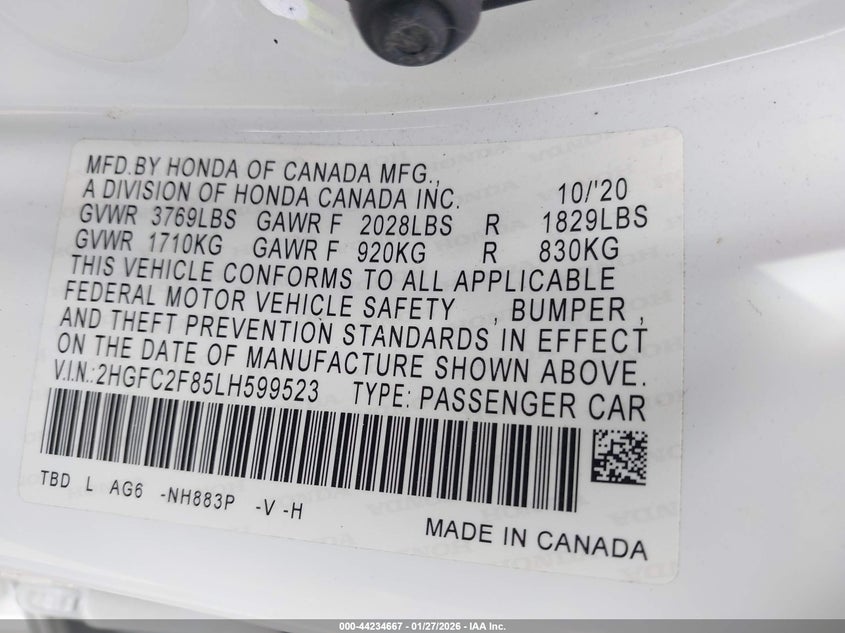 MFD.BY HONDA OF CANADA MFG.,
A DIVISION OF HONDA CANADA INC. 10/'20
GVWR 3769LBS GAWR F 2028LBS R 1829LBS
GVWR 1710KG GAWR F 920KG R 830KG
THIS VEHICLE CONFORMS TO ALL APPLICABLE
FEDERAL MOTOR VEHICLE SAFETY , BUMPER ,
AND THEFT PREVENTION STANDARDS IN EFFECT
ON THE DATE OF MANUFACTURE SHOWN ABOVE.
V.I.N.:2HGFC2F85LH599523 TYPE: PASSENGER CAR
TBD L AG6 -NH883P -V -H
MADE IN CANADA
000-44234667 — 01/27/2026 — IAA Inc.